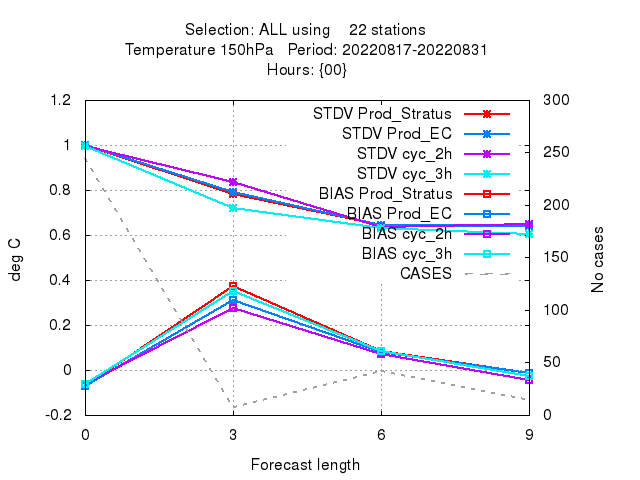 Selection: ALL using 22 stations
Temperature 150hPa Period: 20220817-20220831
Hours: {00}
1.2
1
0.8
0.6
0.4
0.2
0
-0.2
deg C
300
250
200
150
100
50
0
No cases
STDV Prod_Stratus
STDV Prod_EC
STDV cyc_2h
STDV cyc_3h
BIAS Prod_Stratus
BIAS Prod_EC
BIAS cyc_2h
BIAS cyc_3h
CASES
0 3 6 9
Forecast length